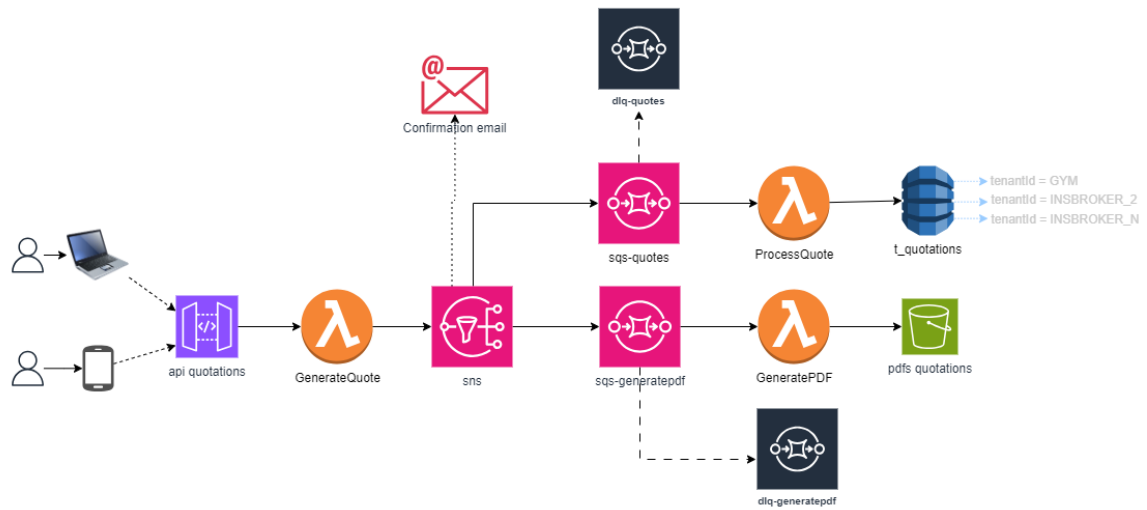 dlq-quotes
@
Confirmation email
tenantId = GYM
tenantId = INSBROKER_2
tenantId = INSBROKER_N
sqs-quotes
ProcessQuote
t_quotations
</>
api quotations
GenerateQuote
sns
sqs-generatepdf
GeneratePDF
pdfs quotations
dlq-generatepdf